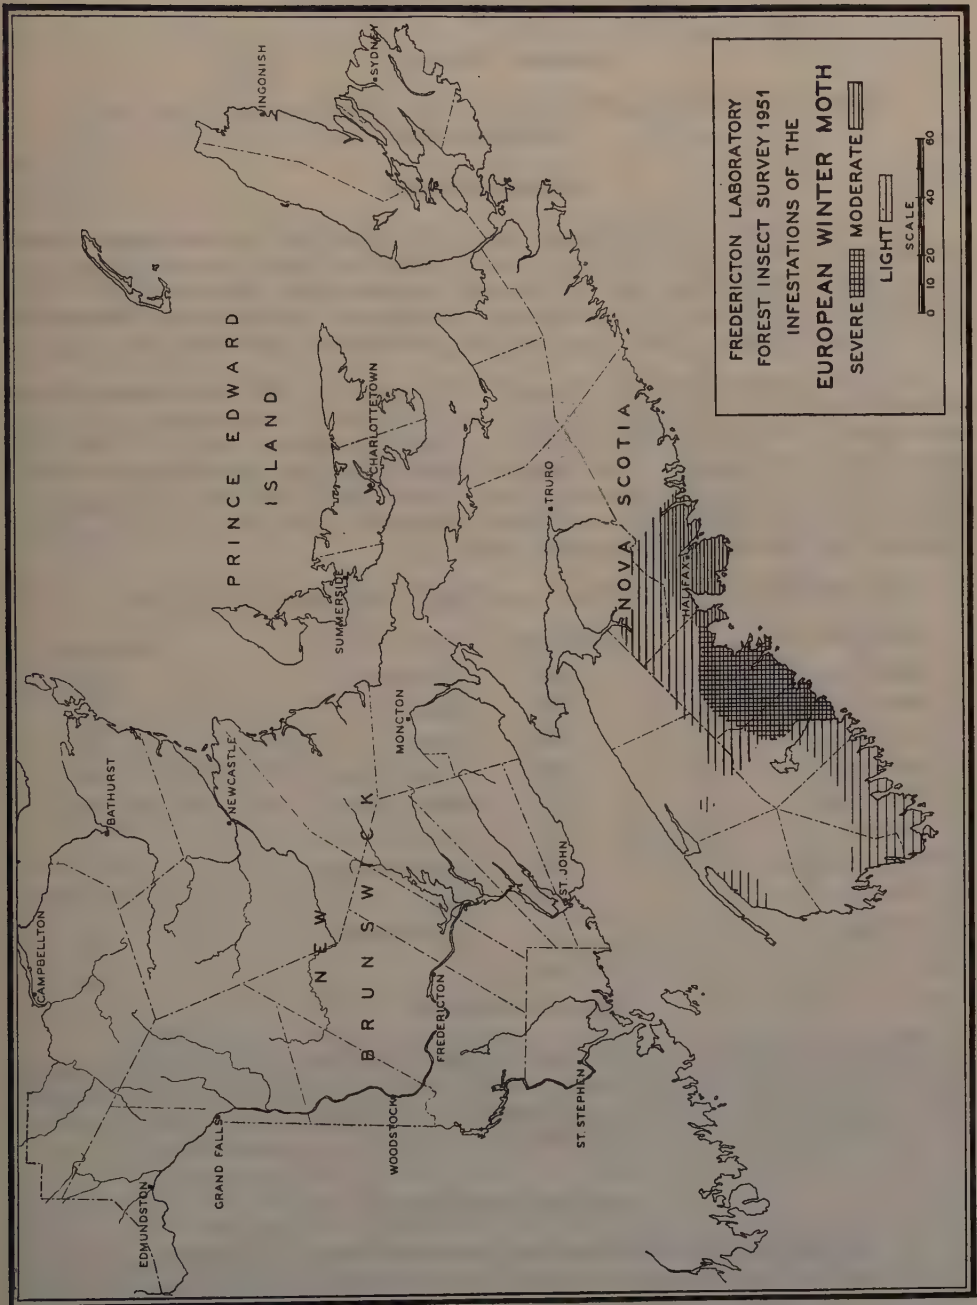 FREDERICTON LABORATORY
FOREST INSECT SURVEY 1951
INFESTATIONS OF THE
EUROPEAN WINTER MOTH
SEVERE MODERATE
LIGHT
SCALE
0 10 20 40 60
INGONISH
SYDNEY
PRINCE EDWARD
ISLAND
CHARLOTTETOWN
SUMMERSIDE
TRURO
NOVA SCOTIA
HALIFAX
MONCTON
BATHURST
NEWCASTLE
CAMPBELLTON
NEW
BRUNSWICK
ST. JOHN
FREDERICTON
WOODSTOCK
ST. STEPHEN
GRAND FALLS
EDMUNDSTON